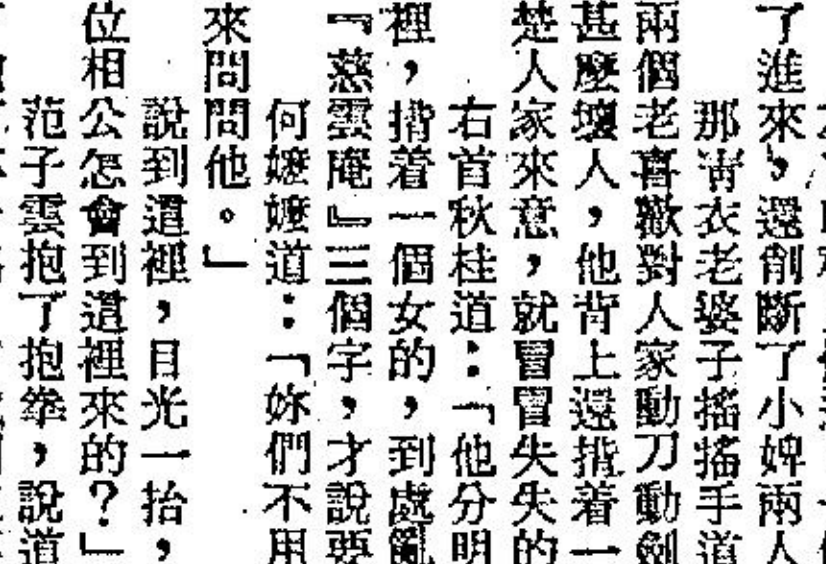 了進來，還削斷了小婢兩人
那青衣老婆子搖搖手道
兩個老喜歡對人家動刀動劍
甚麼壞人，他背上還揹着一
楚人家來意，就冒冒失失的
右首秋桂道：「他分明
裡，揹着一個女的，到處亂
『慈雲庵』三個字，才說要
何嬤嬤道：「妳們不用
來問問他。」
說到這裡，目光一抬，
位相公怎會到這裡來的？」
范子雲抱了抱拳，說道